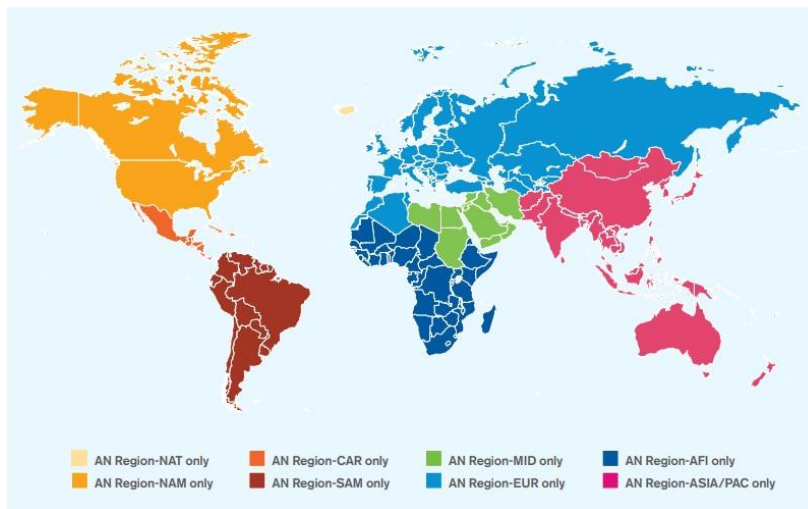 AN Region-NAT only
AN Region-CAR only
AN Region-MID only
AN Region-AFI only
AN Region-NAM only
AN Region-SAM only
AN Region-EUR only
AN Region-ASIA/PAC only